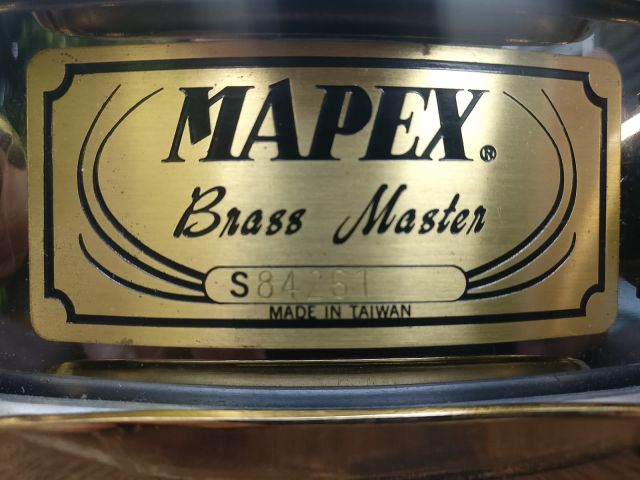 MAPEX®
Brass Master
S84261
MADE IN TAIWAN